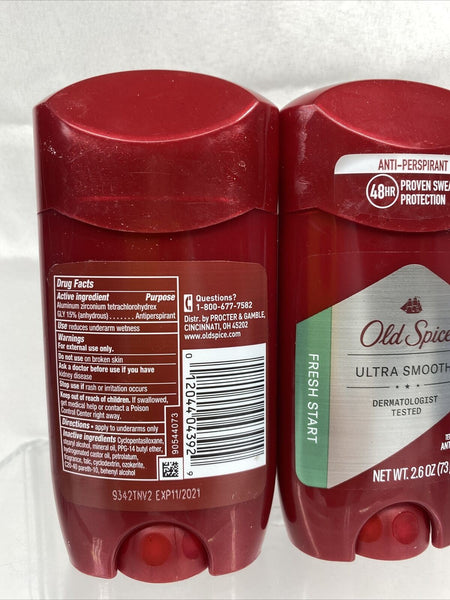 Drug Facts
Active ingredient Purpose
Aluminum zirconium tetrachlorohydrex
GLY 15% (anhydrous) ....... Antiperspirant
Use reduces underarm wetness
Warnings
For external use only.
Do not use on broken skin
Ask a doctor before use if you have
kidney disease
Stop use if rash or irritation occurs
Keep out of reach of children. If swallowed,
get medical help or contact a Poison
Control Center right away.
Directions • apply to underarms only
Inactive ingredients Cyclopentasiloxane,
stearyl alcohol, mineral oil, PPG-14 butyl ether,
hydrogenated castor oil, petrolatum,
fragrance, talc, cyclodextrin, ozokerite,
C20-40 pareth-10, behenyl alcohol
Questions?
1-800-677-7582
Distr. by PROCTER & GAMBLE,
CINCINNATI, OH 45202
www.oldspice.com
0 12044 04392 9
90544073
9342TNV2 EXP11/2021
ANTI-PERSPIRANT
48HR PROVEN SWEA
PROTECTION
Old Spice
ULTRA SMOOTH
DERMATOLOGIST
TESTED
FRESH START
NET WT. 2.6 OZ (73